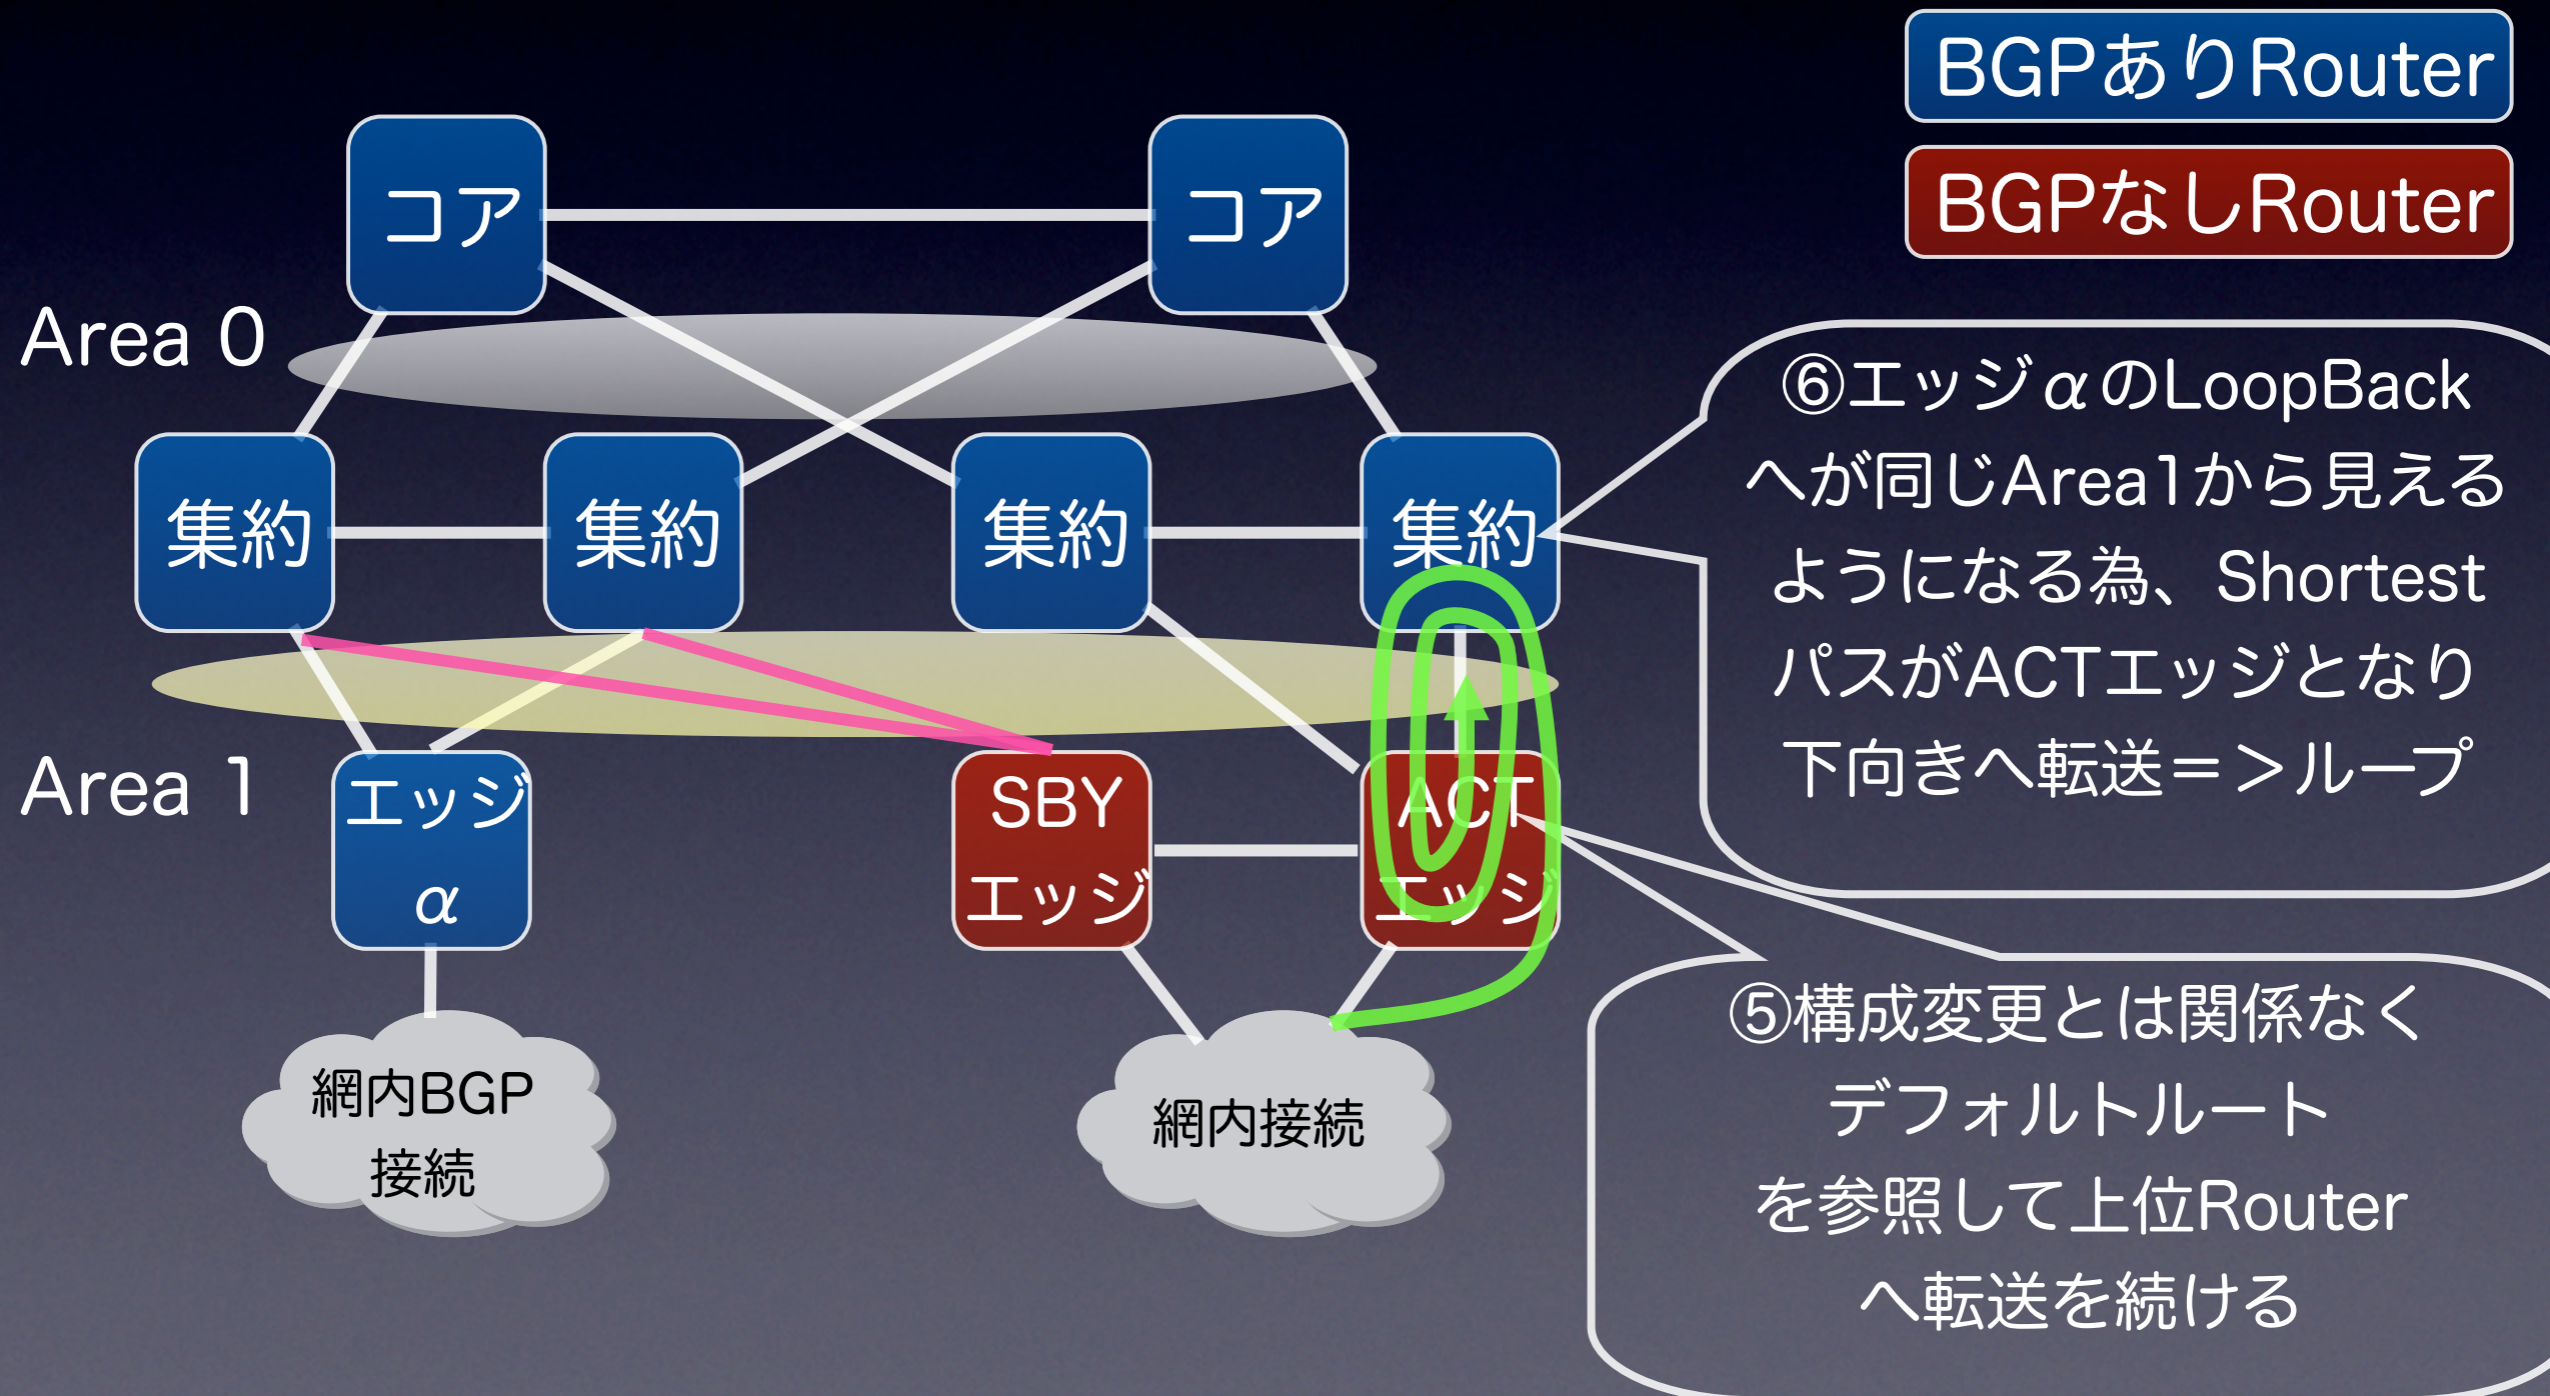 BGPありRouter
BGPなしRouter
コア
コア
Area 0
集約
集約
集約
集約
⑥エッジαのLoopBack
へが同じArea1から見える
ようになる為、Shortest
パスがACTエッジとなり
下向きへ転送=>ループ
Area 1
エッジ
α
SBY
エッジ
ACT
エッジ
⑤構成変更とは関係なく
デフォルトルート
を参照して上位Router
へ転送を続ける
網内BGP
接続
網内接続